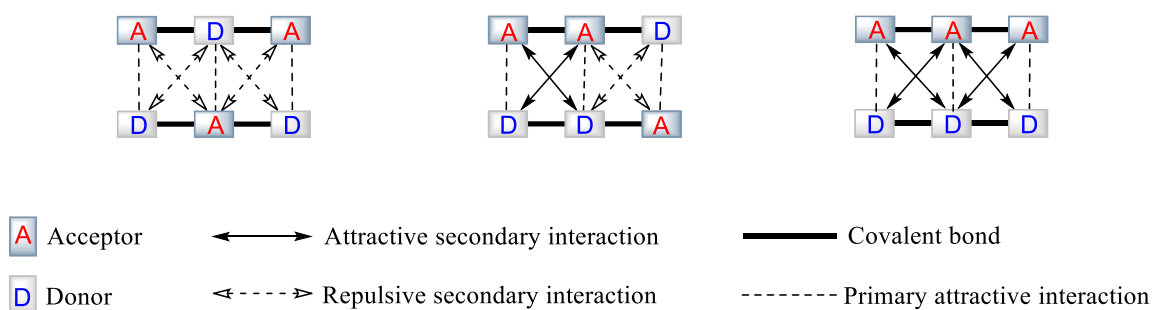 A D A A A D A A A
D A D D D A D D D
A Acceptor Attractive secondary interaction Covalent bond
D Donor Repulsive secondary interaction Primary attractive interaction